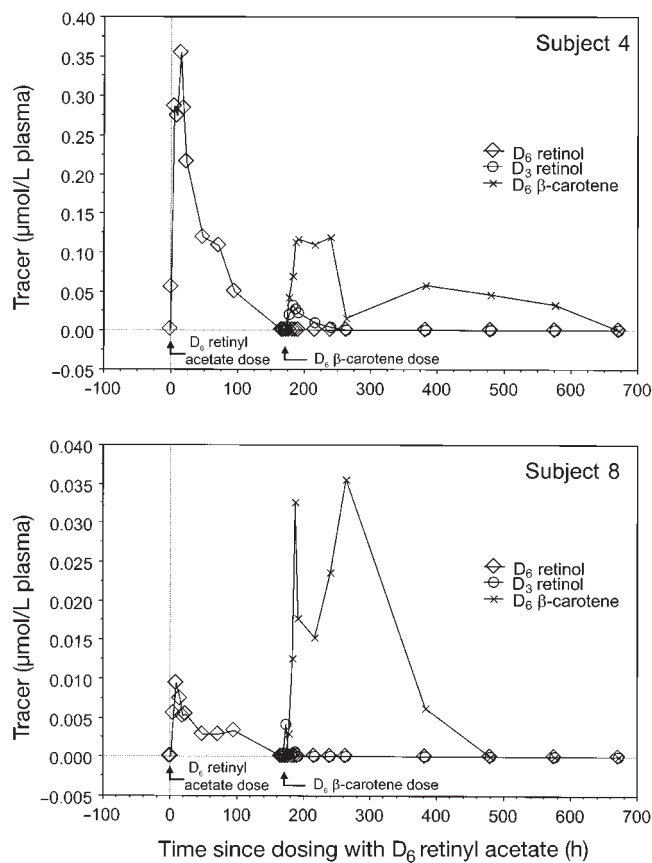 Subject 4
Tracer (μmol/L plasma)
0.40
0.35
0.30
0.25
0.20
0.15
0.10
0.05
0.00
−0.05
D₆ retinol
D₃ retinol
D₆ β-carotene
D₆ retinyl
acetate dose
D₆ β-carotene dose
−100 0 100 200 300 400 500 600 700
Subject 8
Tracer (μmol/L plasma)
0.040
0.035
0.030
0.025
0.020
0.015
0.010
0.005
0.000
−0.005
D₆ retinol
D₃ retinol
D₆ β-carotene
D₆ retinyl
acetate dose
D₆ β-carotene dose
−100 0 100 200 300 400 500 600 700
Time since dosing with D₆ retinyl acetate (h)